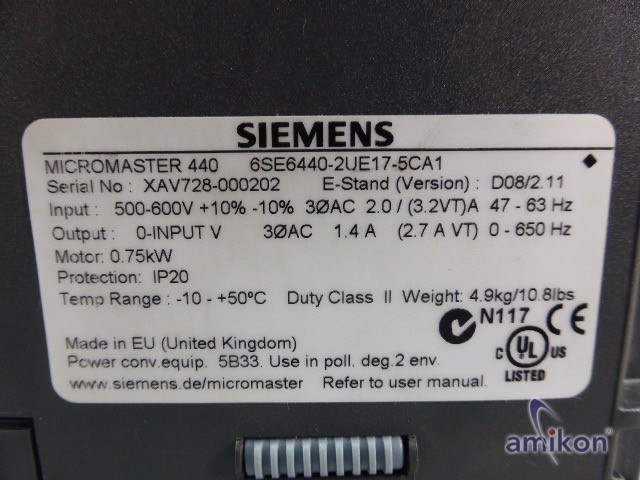 SIEMENS
MICROMASTER 440 6SE6440-2UE17-5CA1
Serial No : XAV728-000202 E-Stand (Version) : D08/2.11
Input : 500-600V +10% -10% 3ØAC 2.0 / (3.2VT)A 47 - 63 Hz
Output : 0-INPUT V 3ØAC 1.4 A (2.7 A VT) 0 - 650 Hz
Motor: 0.75kW
Protection: IP20
Temp Range : -10 - +50°C Duty Class II Weight: 4.9kg/10.8lbs
N117 CE
Made in EU (United Kingdom)
Power conv.equip. 5B33. Use in poll. deg.2 env.
C UL US
LISTED
www.siemens.de/micromaster Refer to user manual.
amikon